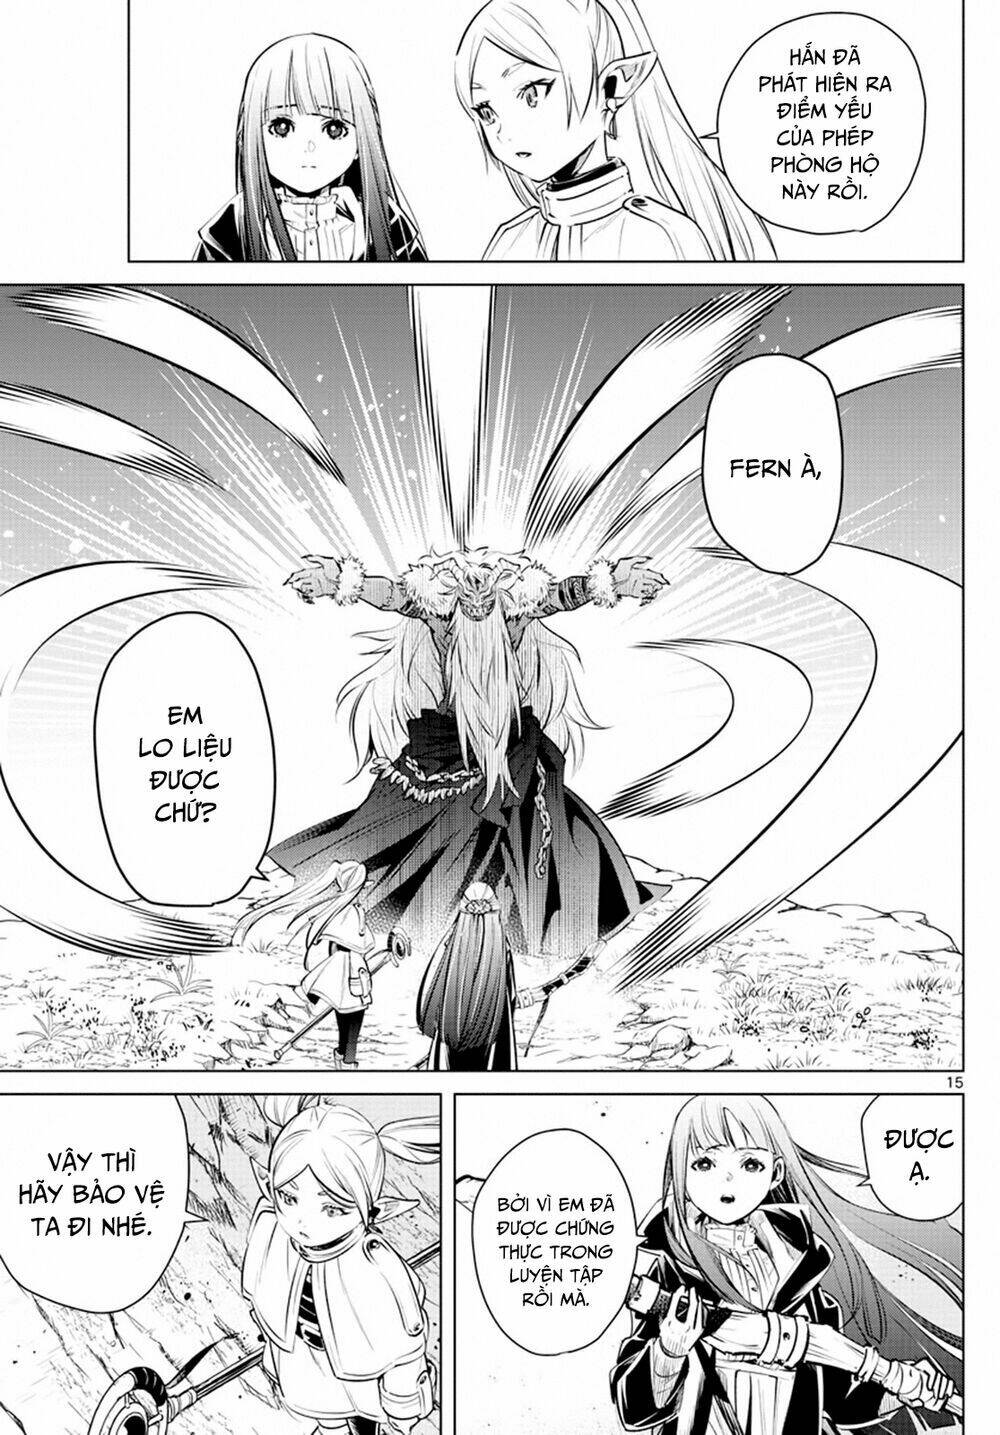 HẮN ĐÃ
PHÁT HIỆN RA
ĐIỂM YẾU
CỦA PHÉP
PHÒNG HỘ
NÀY RỒI.
FERN À,
EM
LO LIỆU
ĐƯỢC
CHỨ?
15
ĐƯỢC
Ạ.
BỞI VÌ EM ĐÃ
ĐƯỢC CHỨNG
THỰC TRONG
LUYỆN TẬP
RỒI MÀ.
VẬY THÌ
HÃY BẢO VỆ
TA ĐI NHÉ.